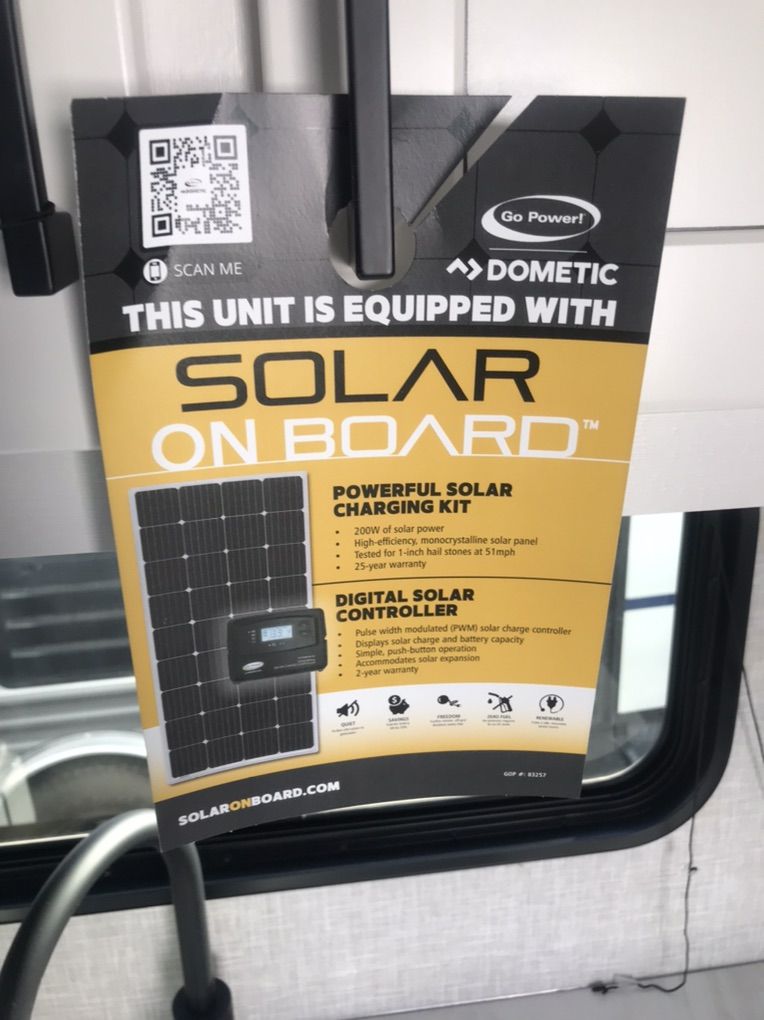 SCAN ME
Go Power!
DOMETIC
THIS UNIT IS EQUIPPED WITH
SOLAR
ON BOARD™
POWERFUL SOLAR
CHARGING KIT
• 200W of solar power
• High-efficiency, monocrystalline solar panel
• Tested for 1-inch hail stones at 51mph
• 25-year warranty
DIGITAL SOLAR
CONTROLLER
• Pulse width modulated (PWM) solar charge controller
• Displays solar charge and battery capacity
• Simple, push-button operation
• Accommodates solar expansion
• 2-year warranty
QUIET
SAVINGS
FREEDOM
ZERO FUEL
RENEWABLE
GOP #: 83257
SOLARONBOARD.COM